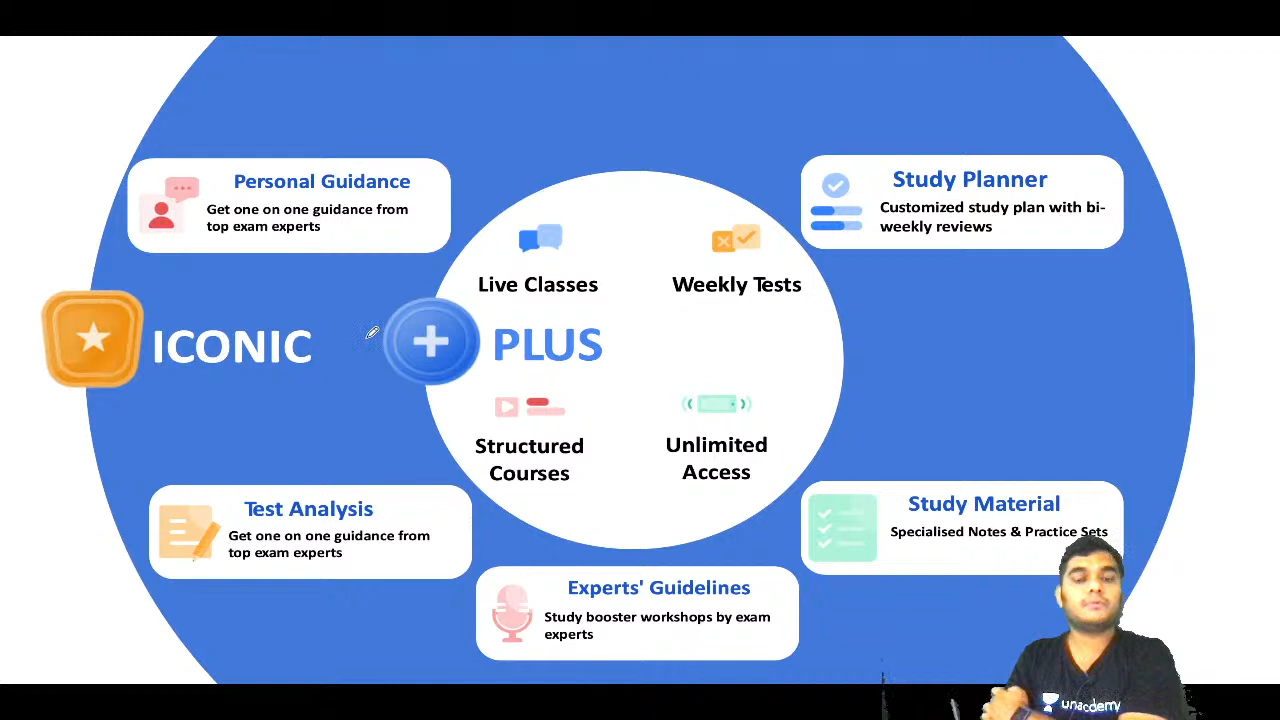 Personal Guidance
Get one on one guidance from
top exam experts
Study Planner
Customized study plan with bi-
weekly reviews
Live Classes
Weekly Tests
ICONIC
PLUS
Structured
Courses
Unlimited
Access
Test Analysis
Get one on one guidance from
top exam experts
Study Material
Specialised Notes & Practice Sets
Experts' Guidelines
Study booster workshops by exam
experts
unacademy